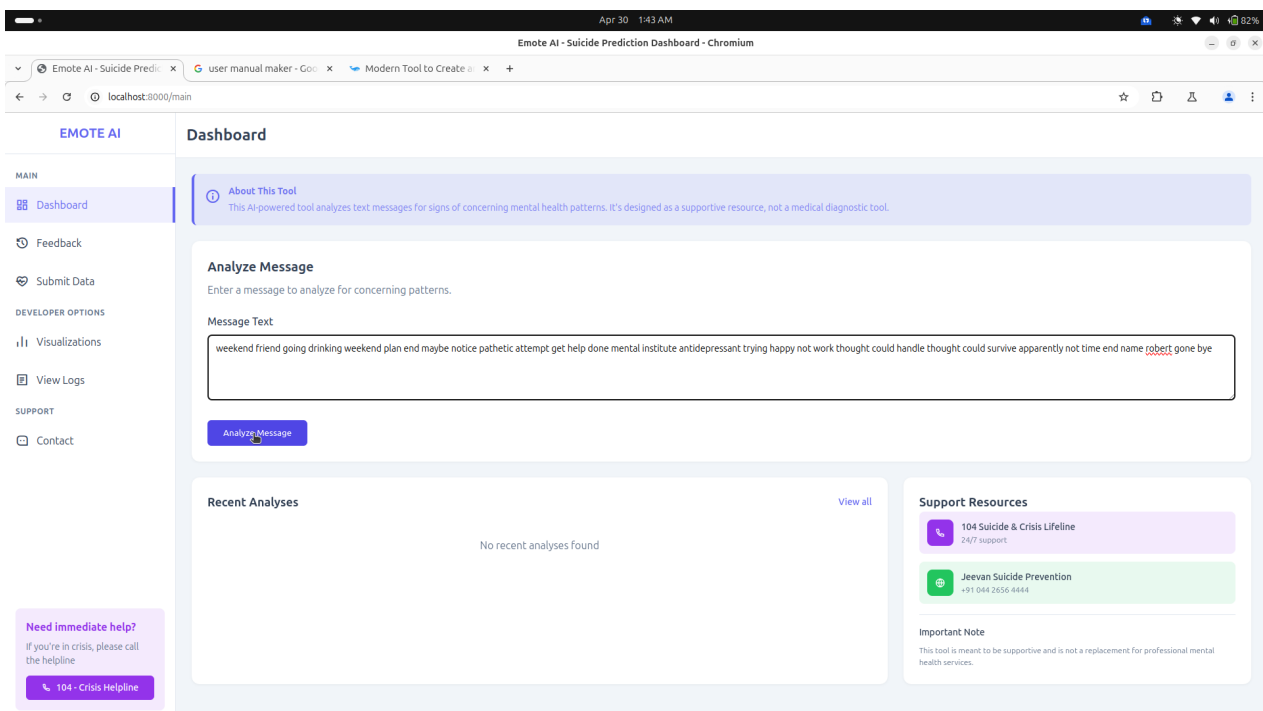 Apr 30 1:43 AM
82%
Emote AI - Suicide Prediction Dashboard - Chromium
Emote AI - Suicide Predic
user manual maker - Goo
Modern Tool to Create a
localhost:8000/main
EMOTE AI
MAIN
Dashboard
Feedback
Submit Data
DEVELOPER OPTIONS
Visualizations
View Logs
SUPPORT
Contact
Need immediate help?
If you're in crisis, please call
the helpline
104 - Crisis Helpline
Dashboard
About This Tool
This AI-powered tool analyzes text messages for signs of concerning mental health patterns. It's designed as a supportive resource, not a medical diagnostic tool.
Analyze Message
Enter a message to analyze for concerning patterns.
Message Text
weekend friend going drinking weekend plan end maybe notice pathetic attempt get help done mental institute antidepressant trying happy not work thought could handle thought could survive apparently not time end name robert gone bye
Analyze Message
Recent Analyses
View all
No recent analyses found
Support Resources
104 Suicide & Crisis Lifeline
24/7 support
Jeevan Suicide Prevention
+91 044 2656 4444
Important Note
This tool is meant to be supportive and is not a replacement for professional mental
health services.